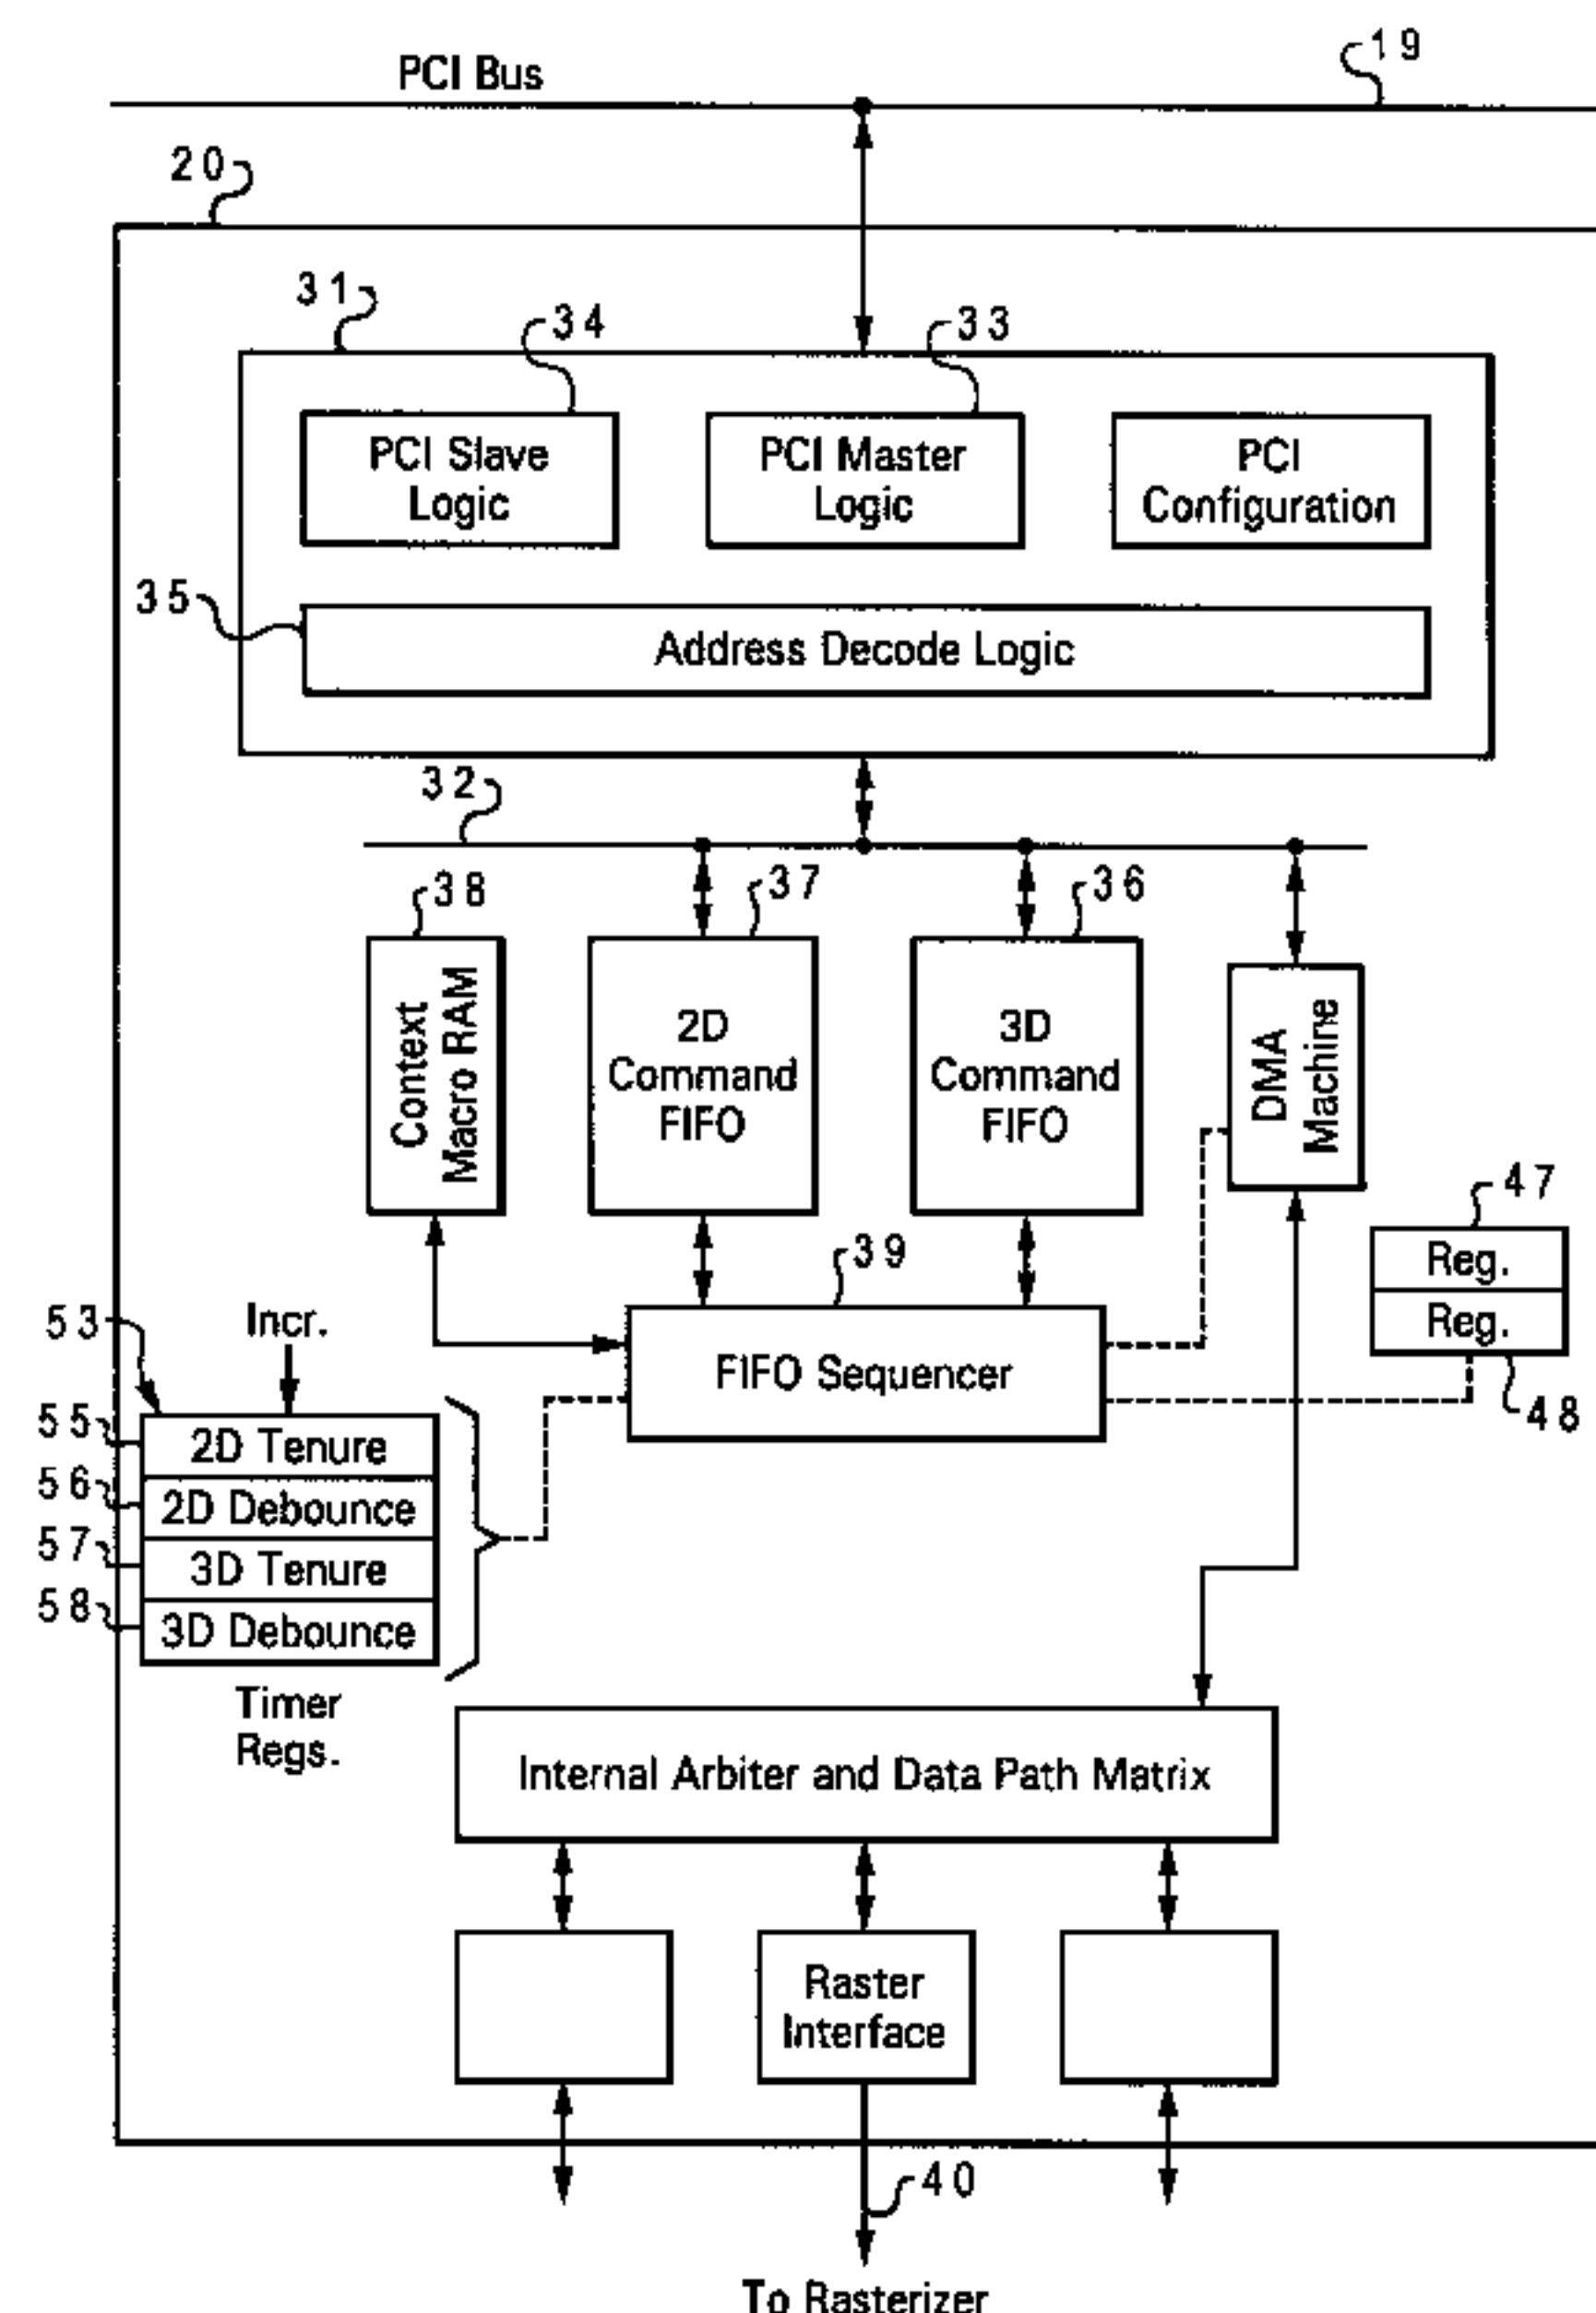 PCI Bus
19
20
31
34
33
PCI Slave
Logic
PCI Master
Logic
PCI
Configuration
35
Address Decode Logic
32
38
37
36
Context
Macro RAM
2D
Command
FIFO
3D
Command
FIFO
DMA
Machine
47
Reg.
Reg.
48
39
FIFO Sequencer
53
Incr.
55
2D Tenure
56
2D Debounce
57
3D Tenure
58
3D Debounce
Timer
Regs.
Internal Arbiter and Data Path Matrix
Raster
Interface
40
To Rasterizer